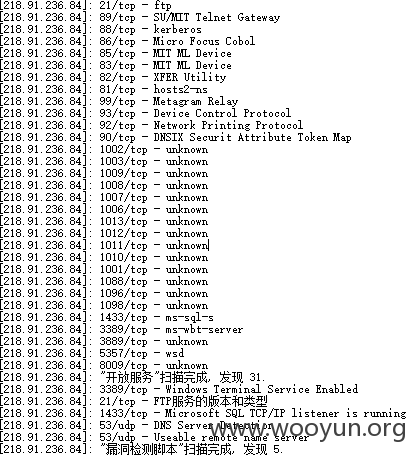 [218.91.236.84]: 21/tcp - ftp
[218.91.236.84]: 89/tcp - SU/MIT Telnet Gateway
[218.91.236.84]: 88/tcp - kerberos
[218.91.236.84]: 86/tcp - Micro Focus Cobol
[218.91.236.84]: 85/tcp - MIT ML Device
[218.91.236.84]: 83/tcp - MIT ML Device
[218.91.236.84]: 82/tcp - XFER Utility
[218.91.236.84]: 81/tcp - hosts2-ns
[218.91.236.84]: 99/tcp - Metagram Relay
[218.91.236.84]: 93/tcp - Device Control Protocol
[218.91.236.84]: 92/tcp - Network Printing Protocol
[218.91.236.84]: 90/tcp - DNSIX Securit Attribute Token Map
[218.91.236.84]: 1002/tcp - unknown
[218.91.236.84]: 1003/tcp - unknown
[218.91.236.84]: 1009/tcp - unknown
[218.91.236.84]: 1008/tcp - unknown
[218.91.236.84]: 1007/tcp - unknown
[218.91.236.84]: 1006/tcp - unknown
[218.91.236.84]: 1013/tcp - unknown
[218.91.236.84]: 1012/tcp - unknown
[218.91.236.84]: 1011/tcp - unknown
[218.91.236.84]: 1010/tcp - unknown
[218.91.236.84]: 1001/tcp - unknown
[218.91.236.84]: 1088/tcp - unknown
[218.91.236.84]: 1096/tcp - unknown
[218.91.236.84]: 1098/tcp - unknown
[218.91.236.84]: 1433/tcp - ms-sql-s
[218.91.236.84]: 3389/tcp - ms-wbt-server
[218.91.236.84]: 3889/tcp - unknown
[218.91.236.84]: 5357/tcp - wsd
[218.91.236.84]: 8009/tcp - unknown
[218.91.236.84]: "开放服务"扫描完成, 发现 31.
[218.91.236.84]: 3389/tcp - Windows Terminal Service Enabled
[218.91.236.84]: 21/tcp - FTP服务的版本和类型
[218.91.236.84]: 1433/tcp - Microsoft SQL TCP/IP listener is running
[218.91.236.84]: 53/udp - DNS Server Detection
[218.91.236.84]: 53/udp - Useable remote name server
[218.91.236.84]: "漏洞检测脚本"扫描完成, 发现 5.
www.wooyun.org